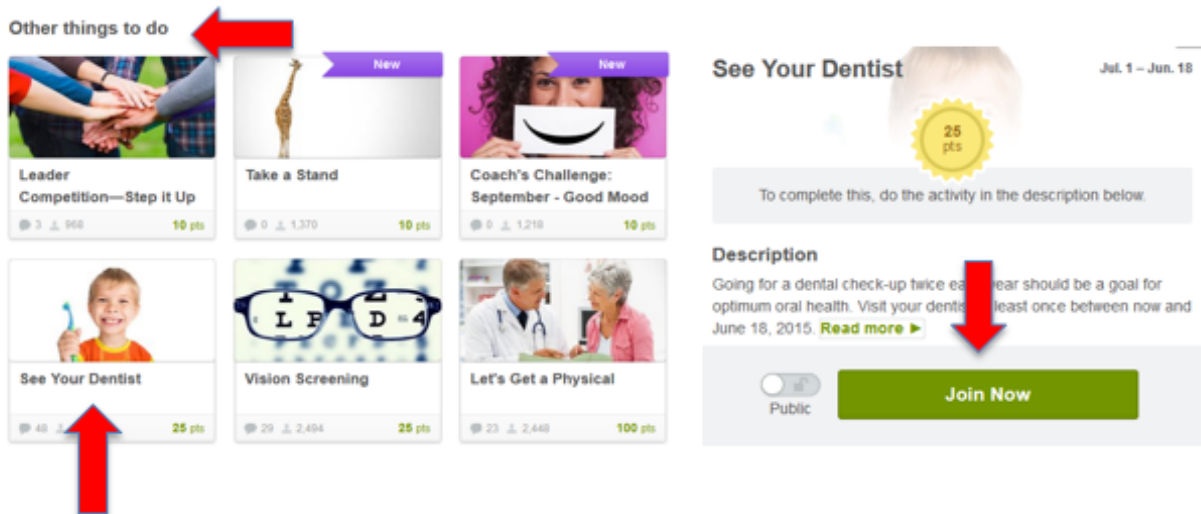 Other things to do
New
New
Leader
Competition—Step it Up
3 968
10 pts
Take a Stand
0 1,370
10 pts
Coach's Challenge:
September - Good Mood
0 1,218
10 pts
T O Z
L P E D 4
See Your Dentist
48
25 pts
Vision Screening
29 2,494
25 pts
Let's Get a Physical
23 2,448
100 pts
See Your Dentist
Jul. 1 – Jun. 18
25
pts
To complete this, do the activity in the description below.
Description
Going for a dental check-up twice ea year should be a goal for
optimum oral health. Visit your dentis least once between now and
June 18, 2015. Read more ►
Public
Join Now